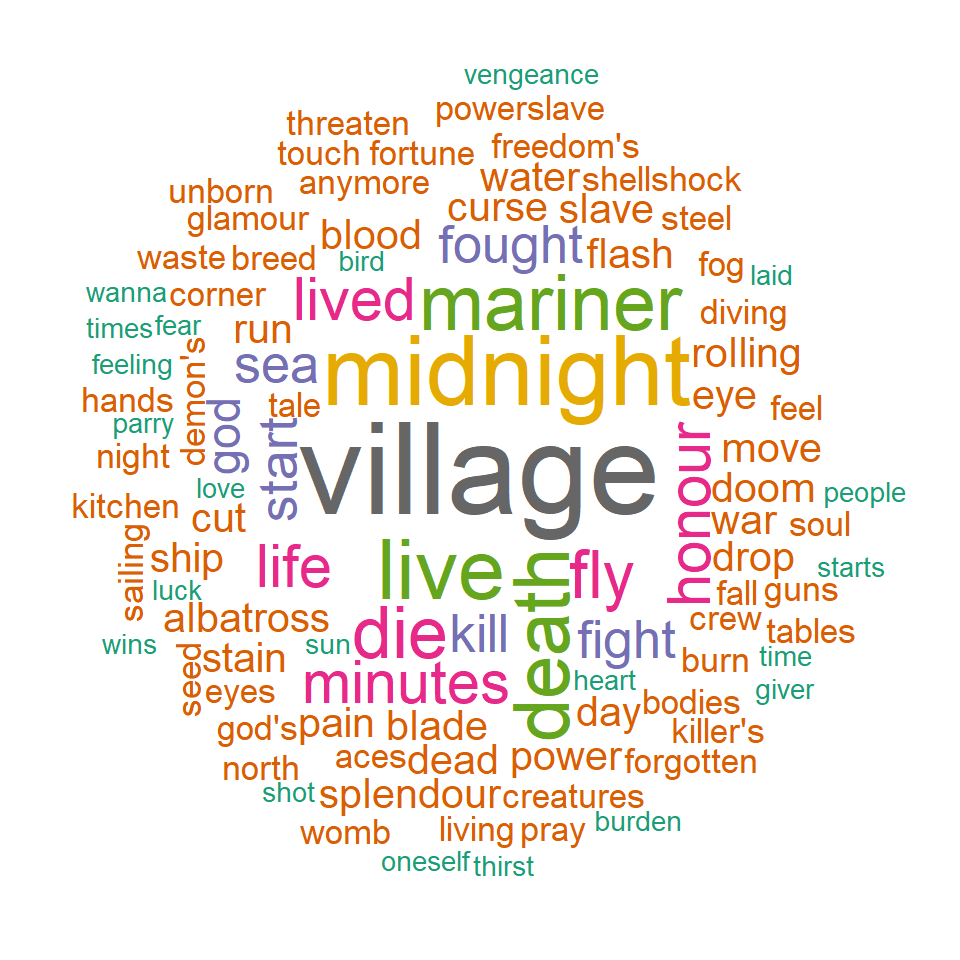 vengeance
powerslave
threaten
freedom's
touch fortune
water shellshock
anymore
unborn
curse slave steel
glamour
blood
fought flash
waste breed
bird
fog laid
wanna corner
lived mariner
diving
times fear
run
midnight
rolling
feeling
sea
demon's
hands
tale
eye feel
parry
god
start
village
honour
move
night
love
doom people
kitchen
cut
war soul
sailing
ship
life
live
death
fly
drop starts
luck
fall guns
albatross
die kill
fight
crew tables
wins
sun
seed
stain
minutes
heart
burn time
eyes
day bodies giver
god's pain blade
killer's
north
aces dead power forgotten
shot splendour creatures
womb
living pray burden
oneself thirst